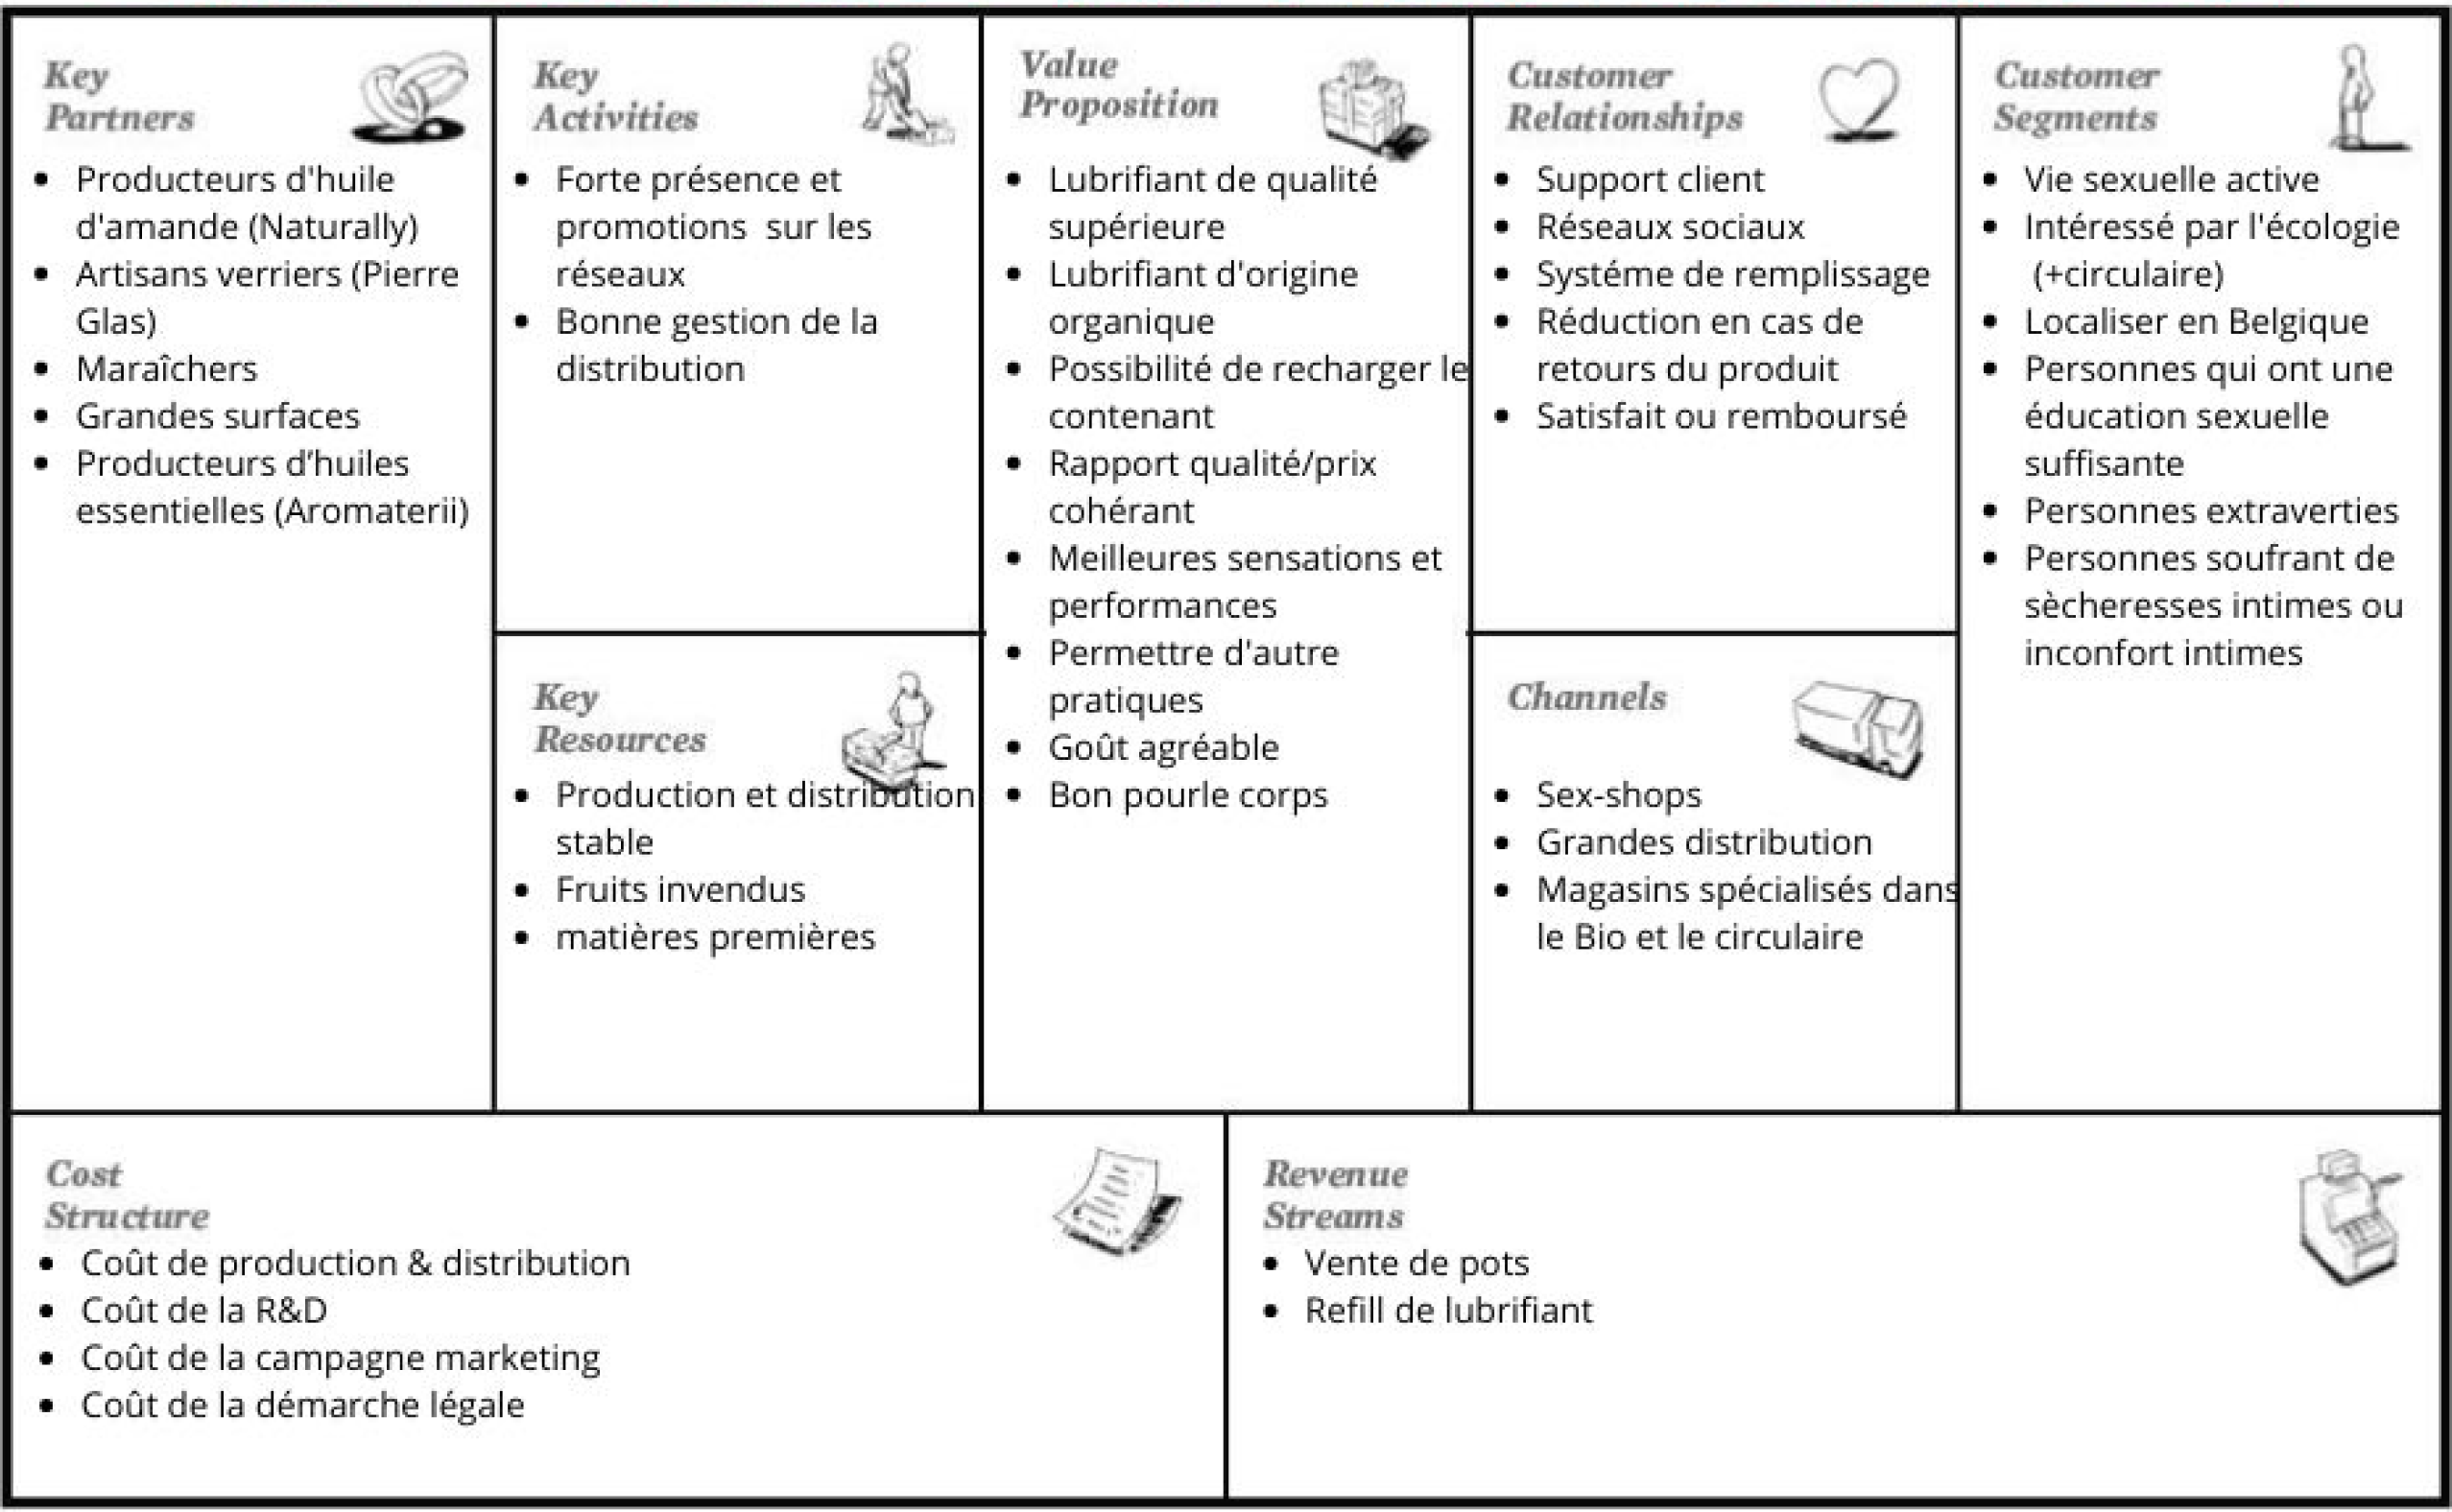 Key
Partners
Producteurs d'huile
d'amande (Naturally)
Artisans verriers (Pierre
Glas)
Maraîchers
Grandes surfaces
Producteurs d’huiles
essentielles (Aromaterii)
Key
Activities
Forte présence et
promotions  sur les
réseaux
Bonne gestion de la
distribution
Key
Resources
Production et distribution
stable
Fruits invendus
matières premières
Value
Proposition
Lubrifiant de qualité
supérieure
Lubrifiant d'origine
organique
Possibilité de recharger le
contenant
Rapport qualité/prix
cohérant
Meilleures sensations et
performances
Permettre d'autre
pratiques
Goût agréable
Bon pourle corps
Customer
Relationships
Support client
Réseaux sociaux
Systéme de remplissage
Réduction en cas de
retours du produit
Satisfait ou remboursé
Channels
Sex-shops
Grandes distribution
Magasins spécialisés dans
le Bio et le circulaire
Customer
Segments
Vie sexuelle active
Intéressé par l'écologie
(+circulaire)
Localiser en Belgique
Personnes qui ont une
éducation sexuelle
suffisante
Personnes extraverties
Personnes soufrant de
sècheresses intimes ou
inconfort intimes
Cost
Structure
Coût de production & distribution
Coût de la R&D
Coût de la campagne marketing
Coût de la démarche légale
Revenue
Streams
Vente de pots
Refill de lubrifiant